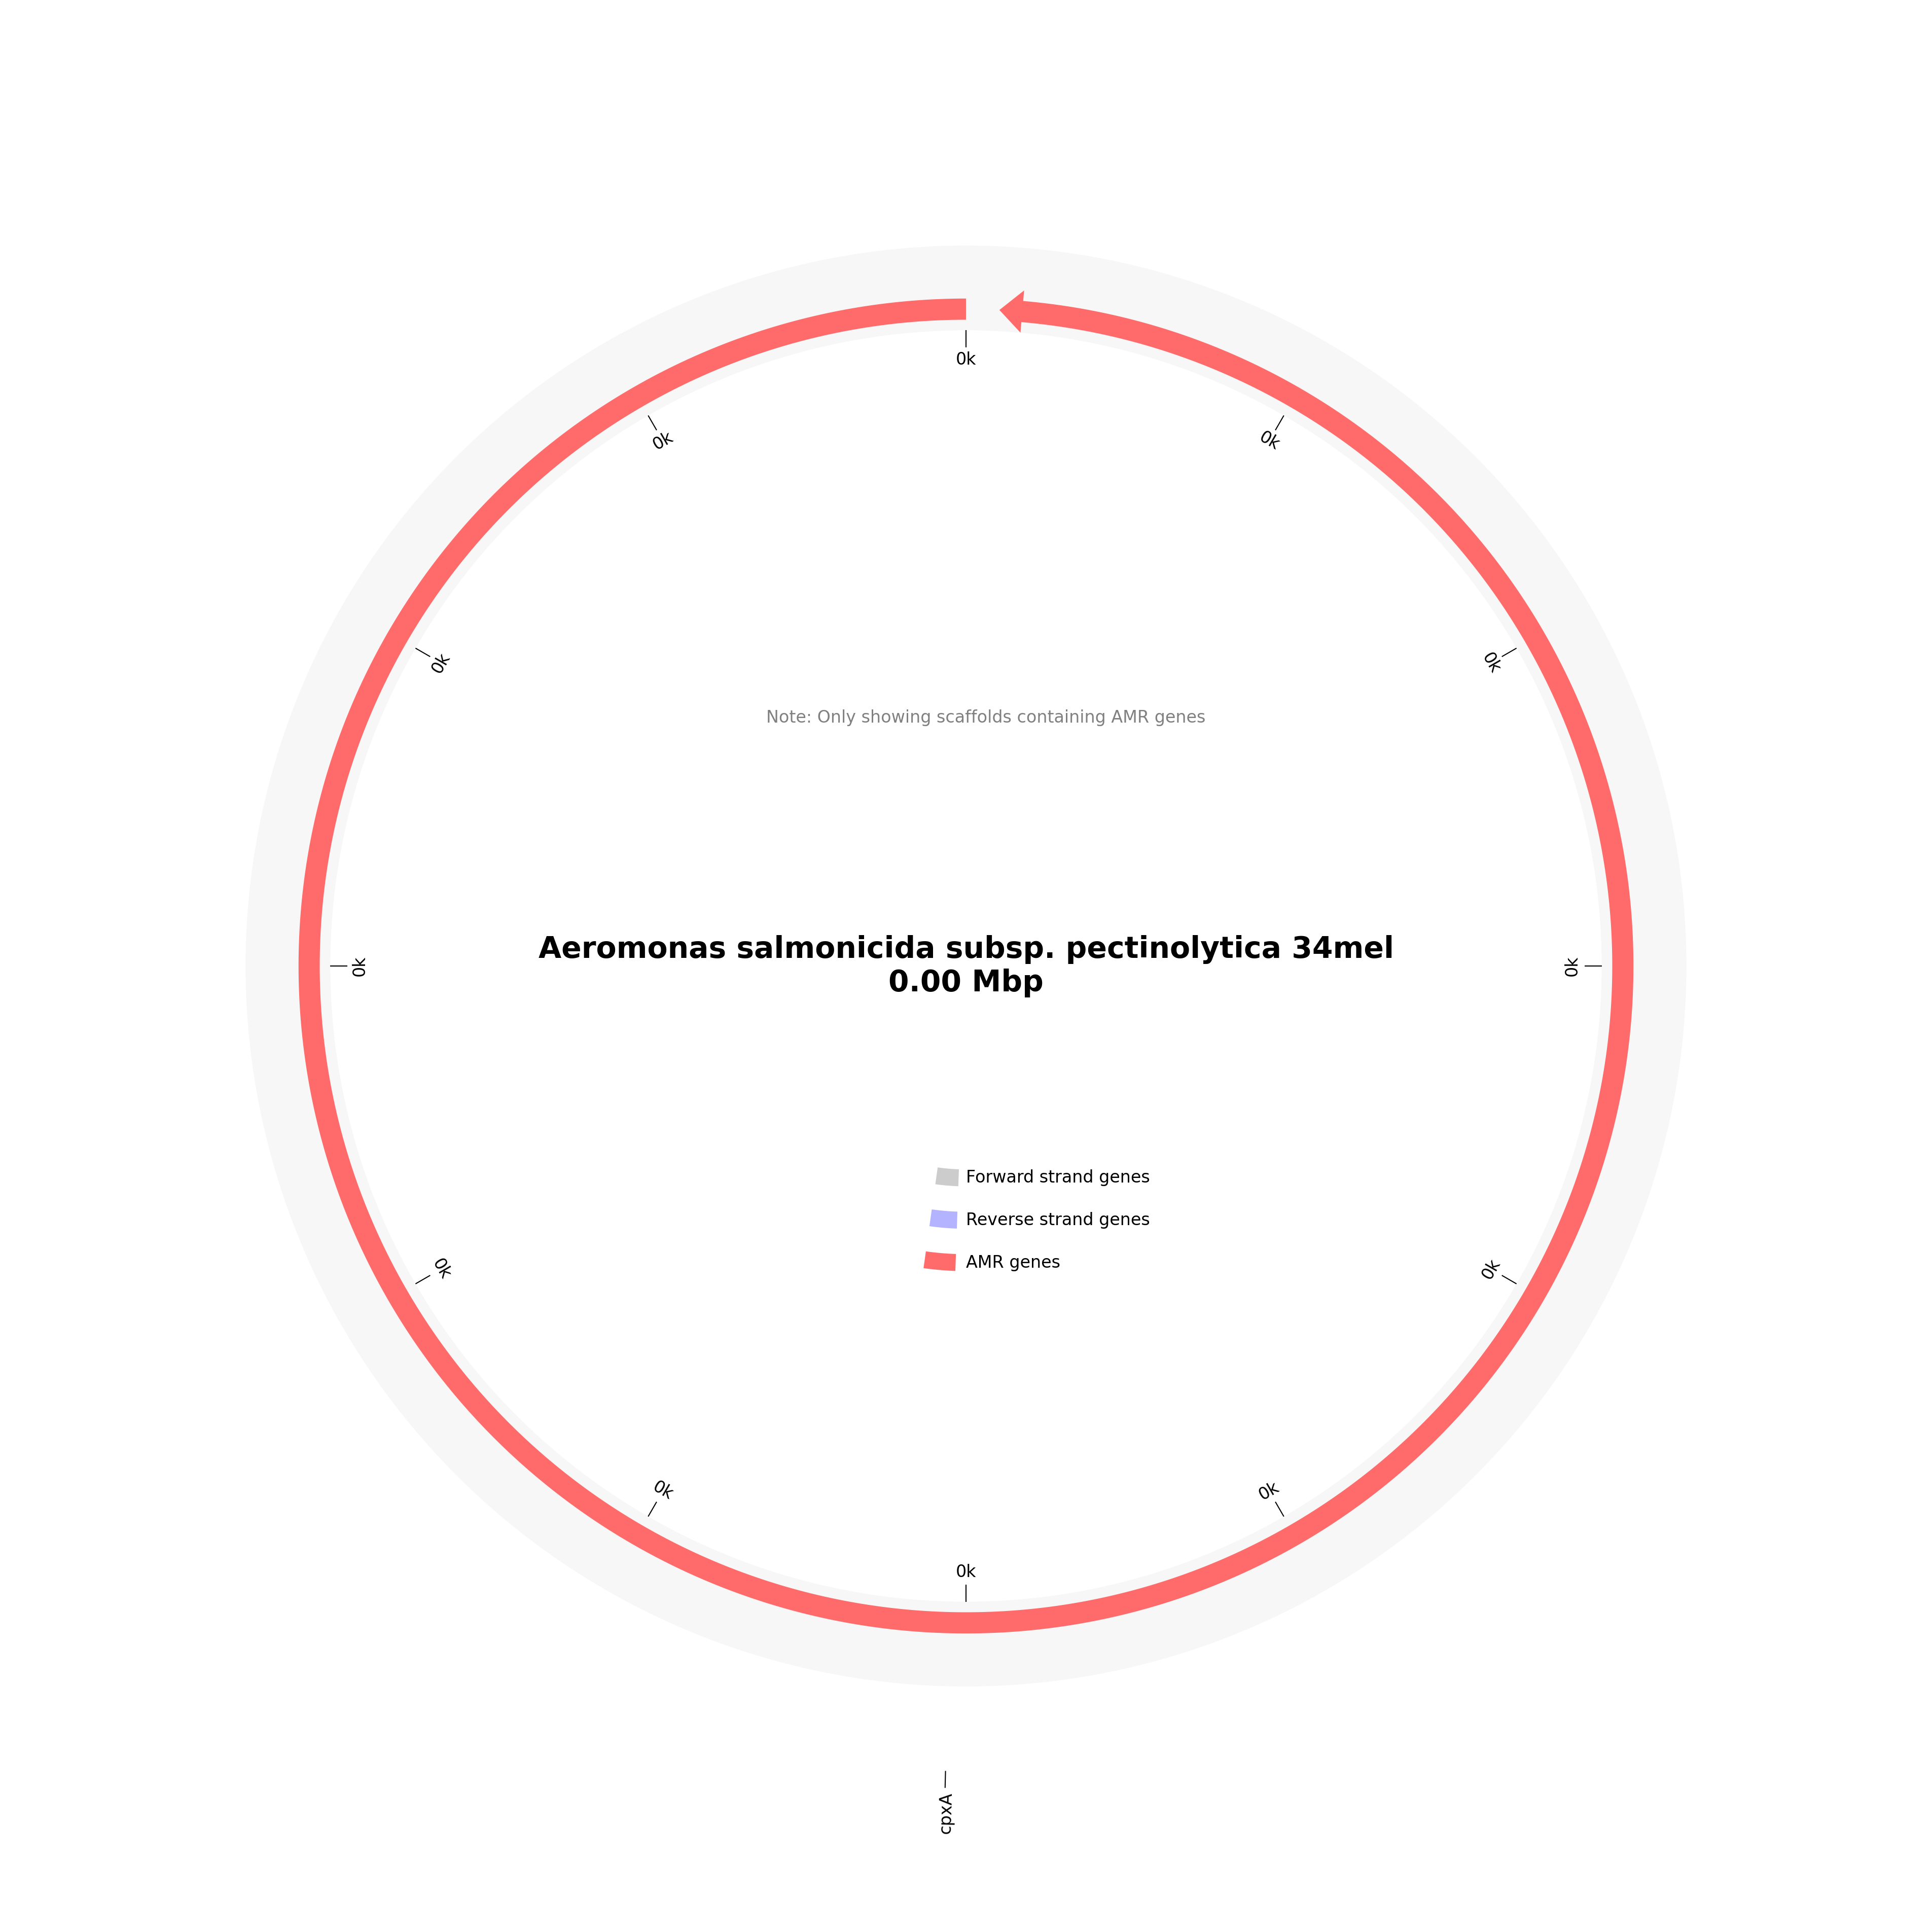 0k
0k
0k
0k
0k
Note: Only showing scaffolds containing AMR genes
Aeromonas salmonicida subsp. pectinolytica 34mel
0.00 Mbp
0k
0k
Forward strand genes
Reverse strand genes
AMR genes
0k
0k
0k
0k
0k
cpxA